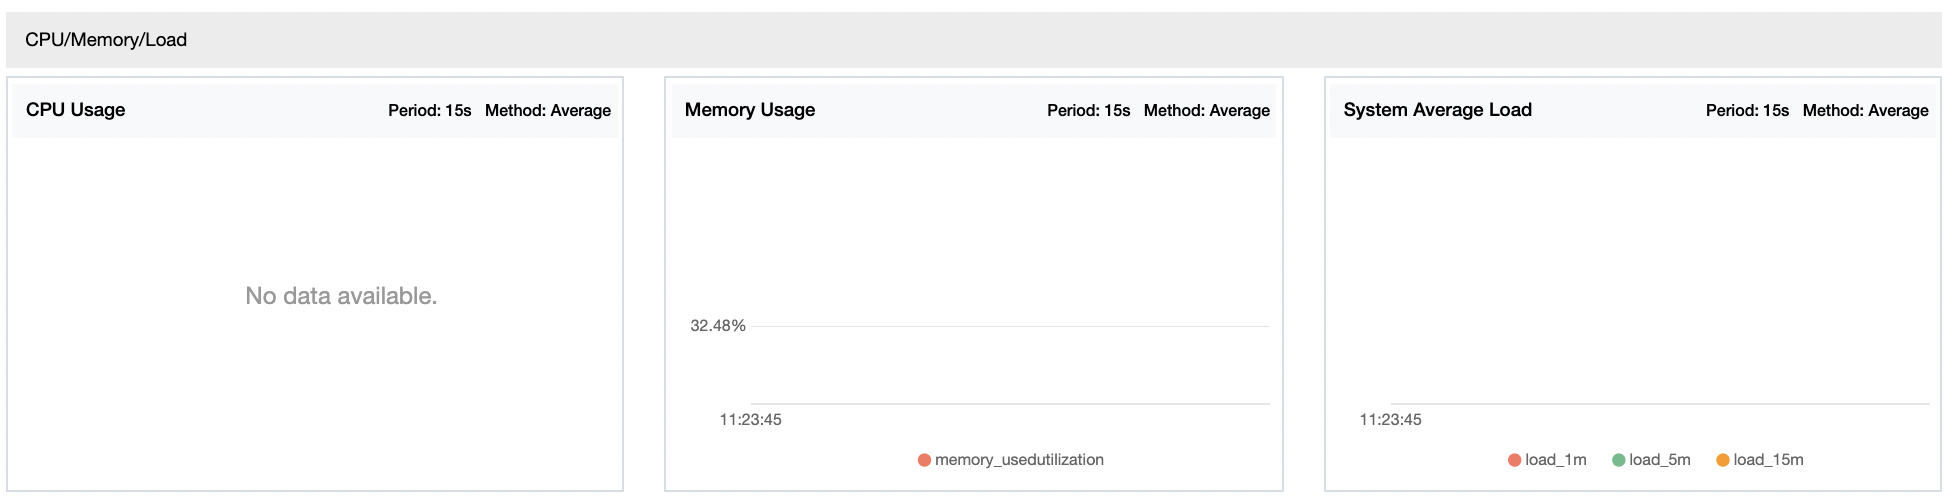 CPU/Memory/Load
CPU Usage Period: 15s Method: Average
No data available.
Memory Usage Period: 15s Method: Average
32.48%
11:23:45
memory_usedutilization
System Average Load Period: 15s Method: Average
11:23:45
load_1m load_5m load_15m